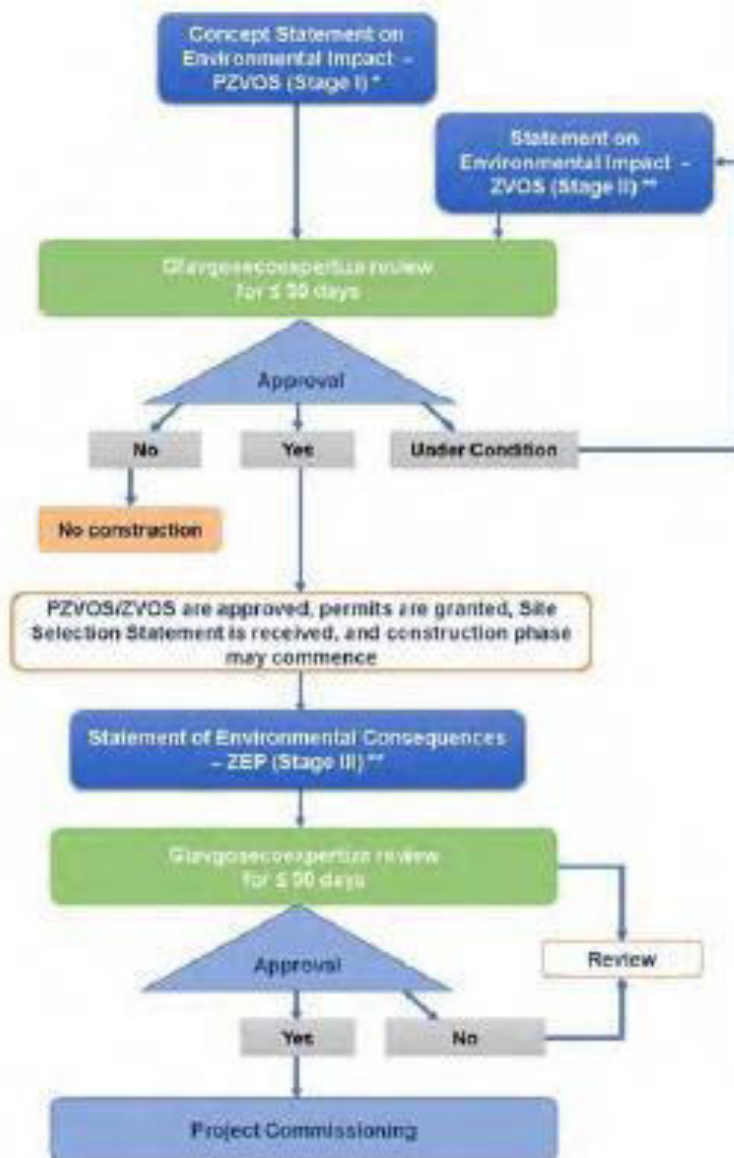 Concept Statement on
Environmental Impact –
PZVOS (Stage I) *
Statement on
Environmental Impact –
ZVOS (Stage II) **
Glavgosecoexpertiza review
for ≤ days
Approval
No
Yes
Under Condition
No construction
PZVOS/ZVOS are approved, permits are granted, Site
Selection Statement is received, and construction phase
may commence
Statement of Environmental Consequences
– ZEP (Stage III) **
Glavgosecoexpertiza review
for ≤ days
Approval
Review
Yes
No
Project Commissioning